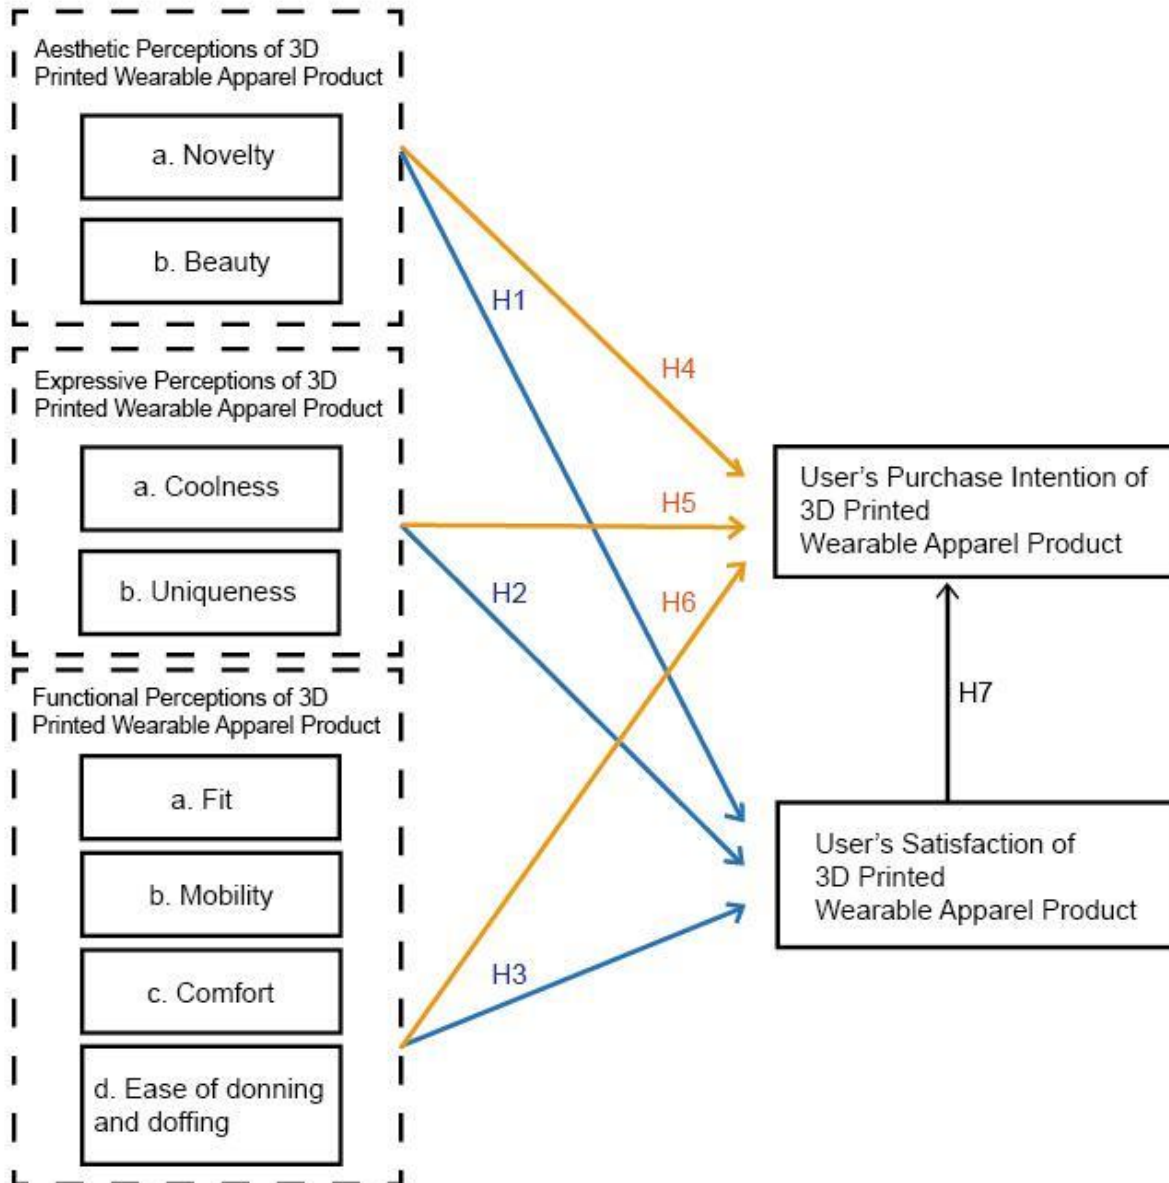 Aesthetic Perceptions of 3D
Printed Wearable Apparel Product
a. Novelty
b. Beauty
Expressive Perceptions of 3D
Printed Wearable Apparel Product
a. Coolness
b. Uniqueness
Functional Perceptions of 3D
Printed Wearable Apparel Product
a. Fit
b. Mobility
c. Comfort
d. Ease of donning
and doffing
H1
H4
H5
H2
H6
H3
User's Purchase Intention of
3D Printed
Wearable Apparel Product
H7
User's Satisfaction of
3D Printed
Wearable Apparel Product